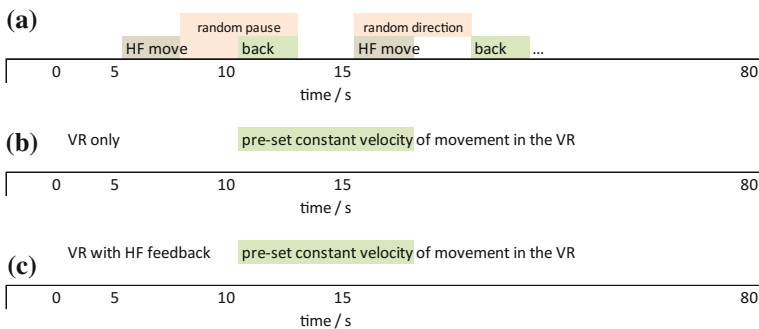 (a)
random pause random direction
HF move back HF move back ...
0 5 10 15 80
time / s
(b) VR only pre-set constant velocity of movement in the VR
0 5 10 15 80
time / s
VR with HF feedback pre-set constant velocity of movement in the VR
(c)
0 5 10 15 80
time / s